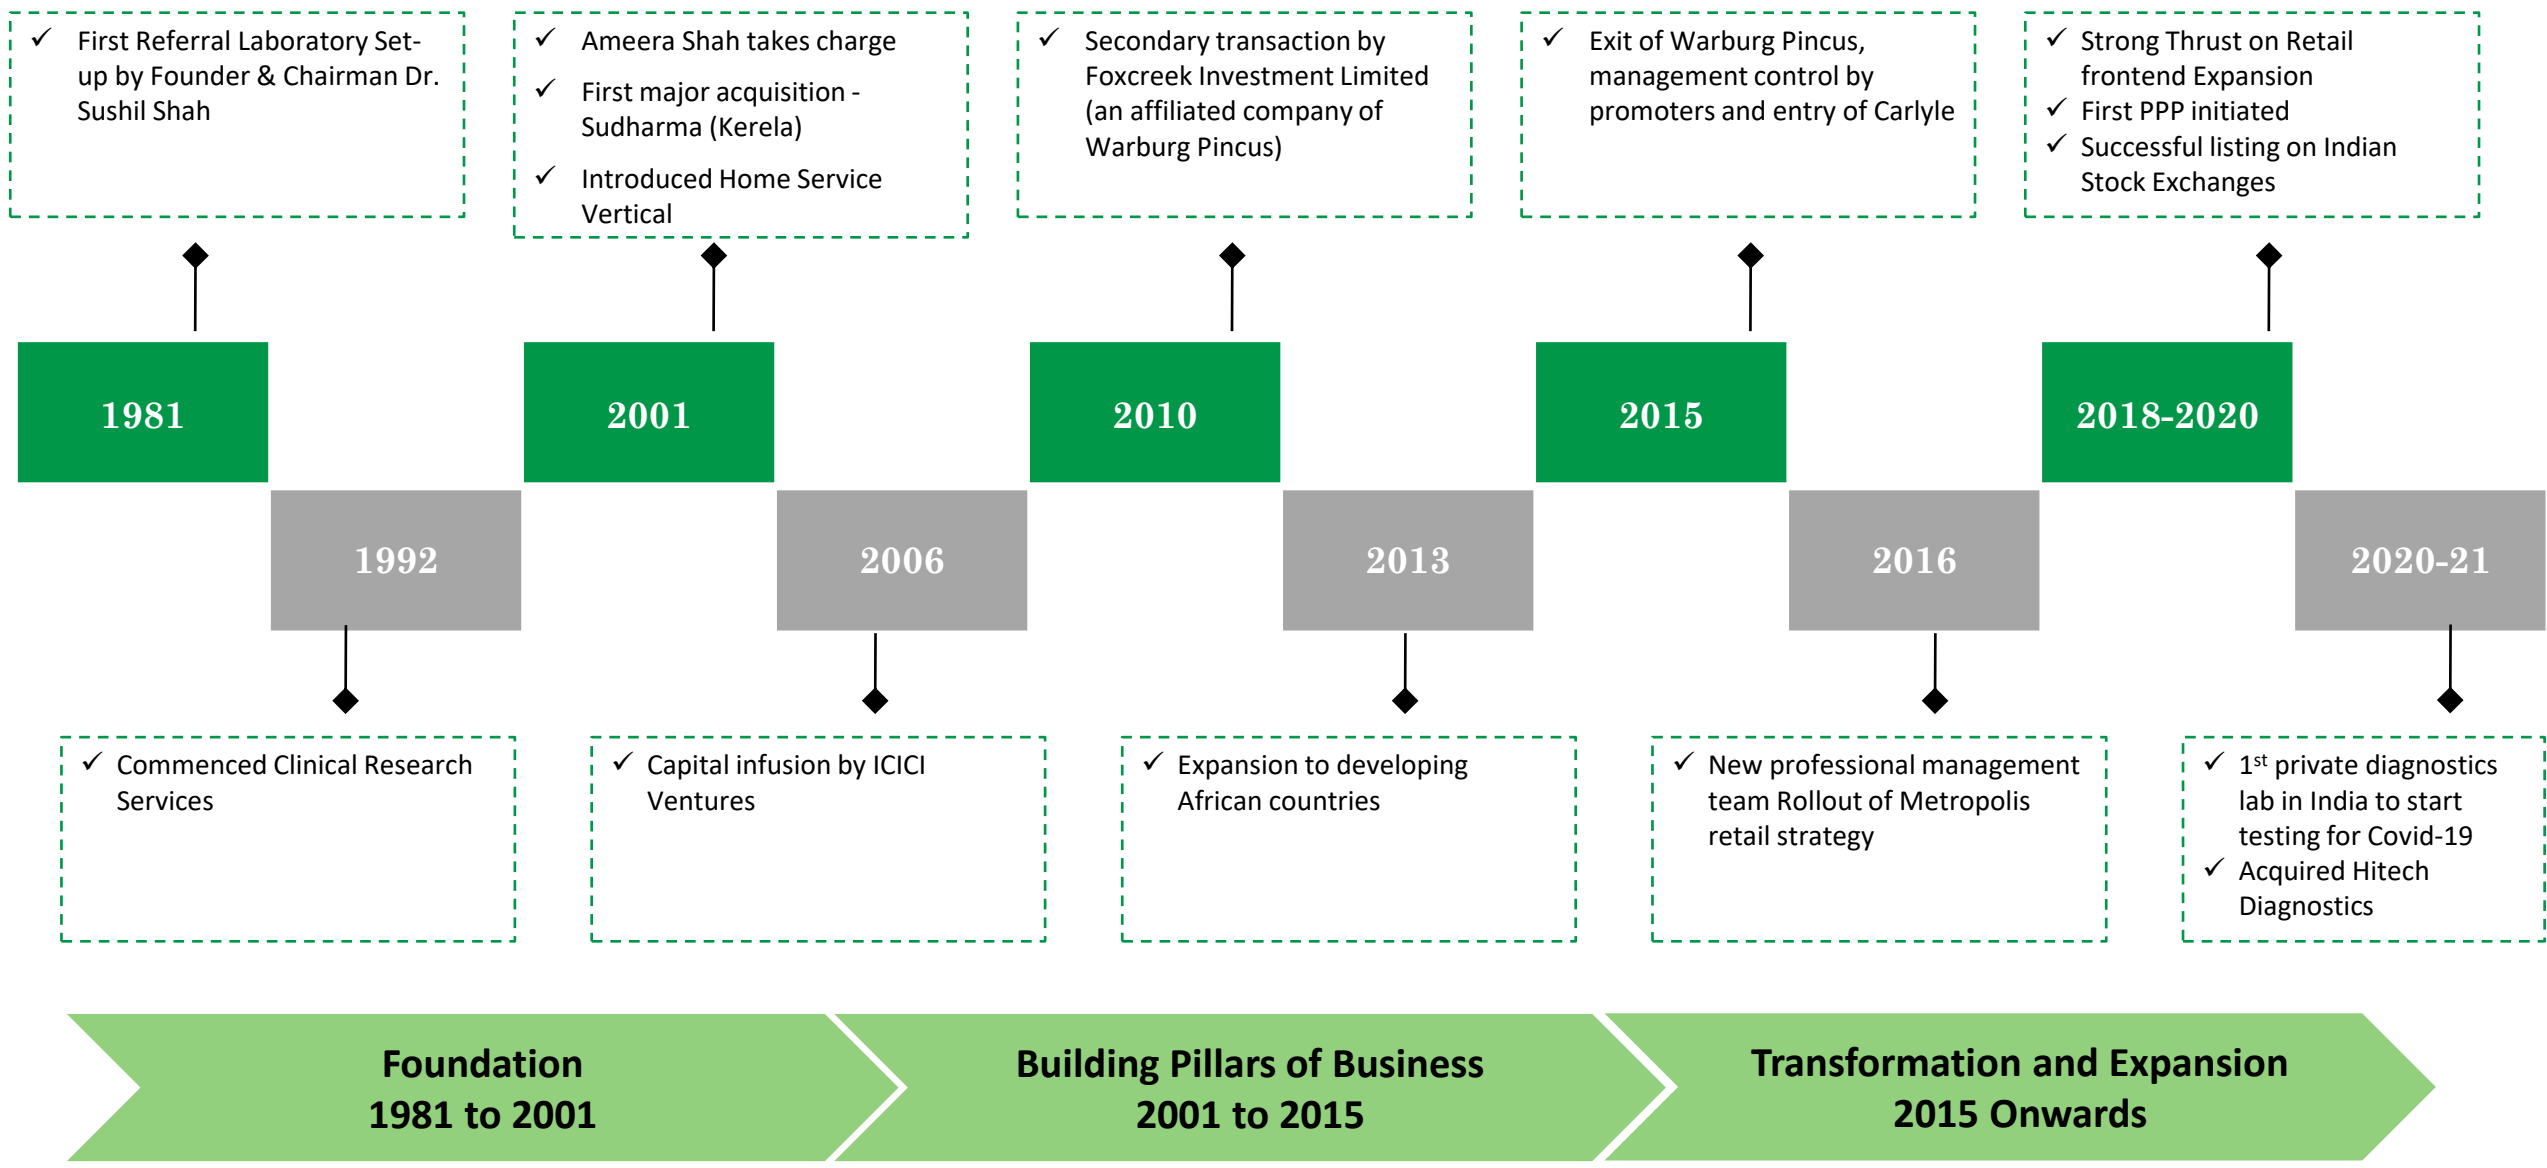 ✓ First Referral Laboratory Set-
up by Founder & Chairman Dr.
Sushil Shah
✓ Ameera Shah takes charge
✓ First major acquisition -
Sudharma (Kerela)
✓ Introduced Home Service
Vertical
✓ Secondary transaction by
Foxcreek Investment Limited
(an affiliated company of
Warburg Pincus)
✓ Exit of Warburg Pincus,
management control by
promoters and entry of Carlyle
✓ Strong Thrust on Retail
frontend Expansion
✓ First PPP initiated
✓ Successful listing on Indian
Stock Exchanges
1981
2001
2010
2015
2018-2020
1992
2006
2013
2016
2020-21
✓ Commenced Clinical Research
Services
✓ Capital infusion by ICICI
Ventures
✓ Expansion to developing
African countries
✓ New professional management
team Rollout of Metropolis
retail strategy
✓ 1st private diagnostics
lab in India to start
testing for Covid-19
✓ Acquired Hitech
Diagnostics
Foundation
1981 to 2001
Building Pillars of Business
2001 to 2015
Transformation and Expansion
2015 Onwards